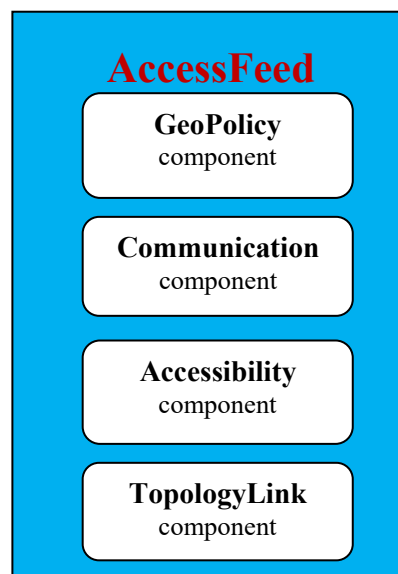 AccessFeed
GeoPolicy
component
Communication
component
Accessibility
component
TopologyLink
component